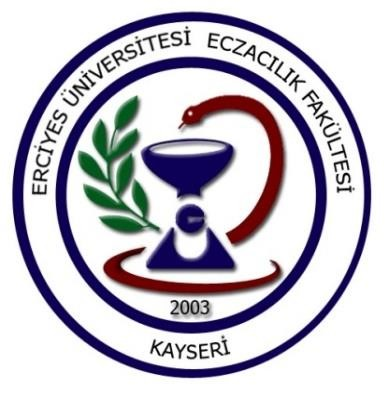 ERCİYES ÜNİVERSİTESİ ECZACILIK FAKÜLTESİ
2003
KAYSERİ